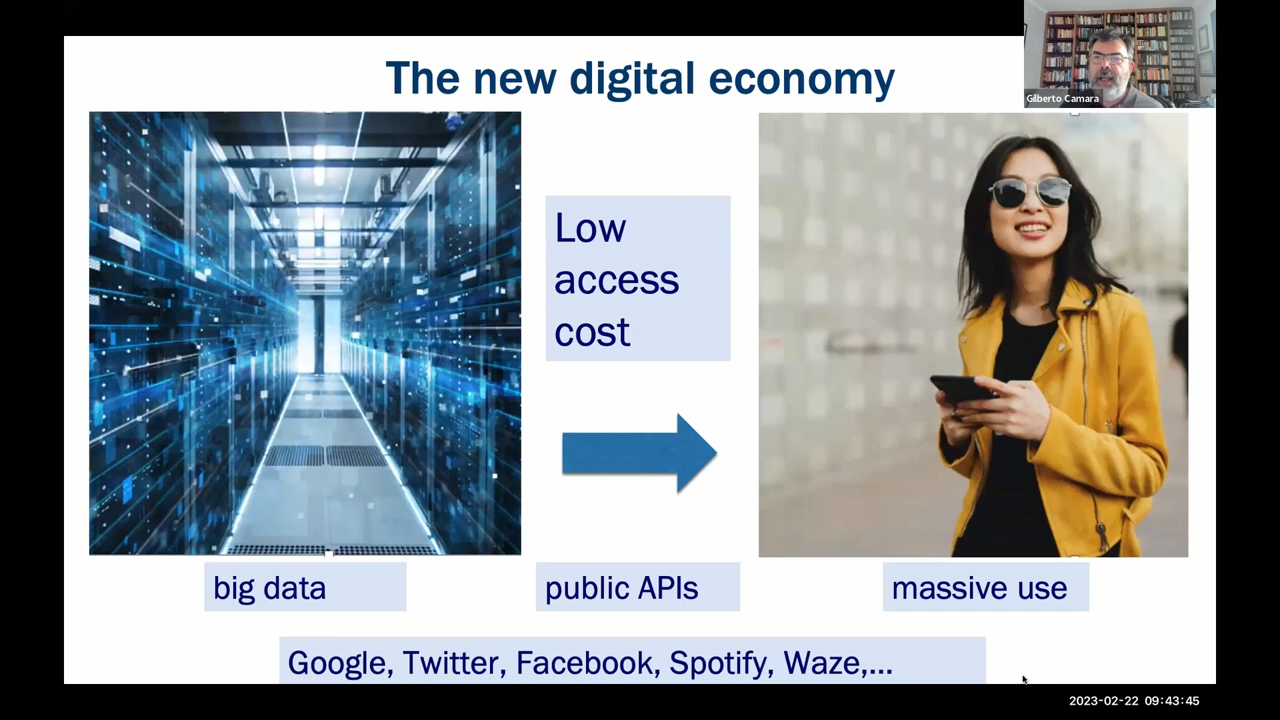 The new digital economy
Gilberto Camara
Low
access
cost
big data
public APIs
massive use
Google, Twitter, Facebook, Spotify, Waze,...
2023-02-22 09:43:45